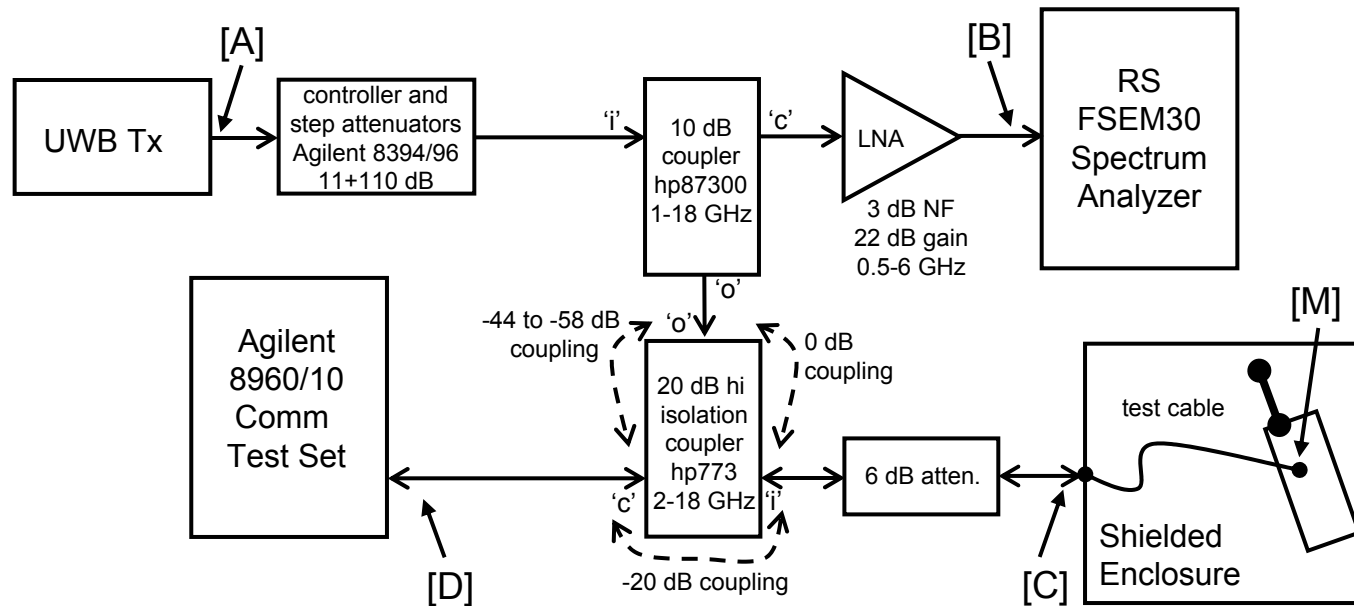 [A]
UWB Tx
controller and
step attenuators
Agilent 8394/96
11+110 dB
‘i’
10 dB
coupler
hp87300
1-18 GHz
‘c’
LNA
3 dB NF
22 dB gain
0.5-6 GHz
[B]
RS
FSEM30
Spectrum
Analyzer
‘o’
‘o’
-44 to -58 dB
coupling
0 dB
coupling
Agilent
8960/10
Comm
Test Set
20 dB hi
isolation
coupler
hp773
2-18 GHz
‘c’
‘i’
-20 dB coupling
[D]
6 dB atten.
[C]
test cable
[M]
Shielded
Enclosure